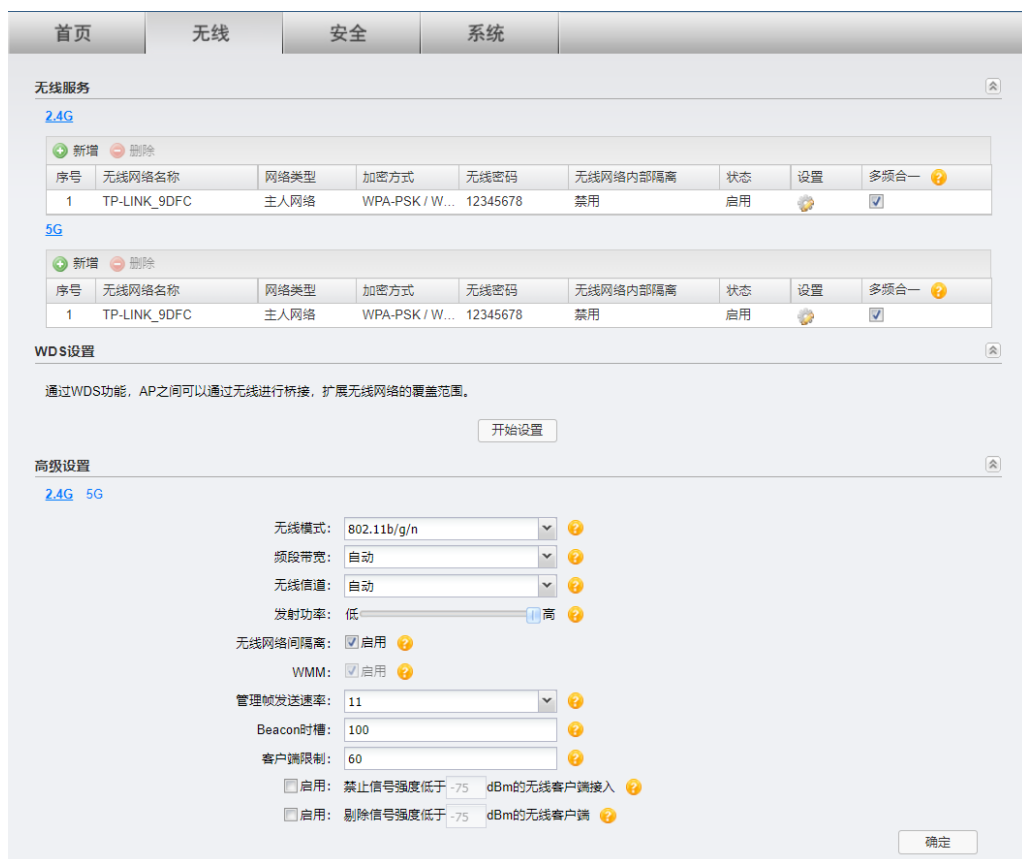 首页 无线 安全 系统
无线服务
2.4G
新增 删除
序号 无线网络名称 网络类型 加密方式 无线密码 无线网络内部隔离 状态 设置 多频合一
1 TP-LINK_9DFC 主人网络 WPA-PSK / W... 12345678 禁用 启用
5G
新增 删除
序号 无线网络名称 网络类型 加密方式 无线密码 无线网络内部隔离 状态 设置 多频合一
1 TP-LINK_9DFC 主人网络 WPA-PSK / W... 12345678 禁用 启用
WDS设置
通过WDS功能，AP之间可以通过无线进行桥接，扩展无线网络的覆盖范围。
开始设置
高级设置
2.4G 5G
无线模式： 802.11b/g/n
频段带宽： 自动
无线信道： 自动
发射功率： 低 高
无线网络间隔离： 启用
WMM： 启用
管理帧发送速率： 11
Beacon时槽： 100
客户端限制： 60
启用： 禁止信号强度低于 -75 dBm的无线客户端接入
启用： 剔除信号强度低于 -75 dBm的无线客户端
确定